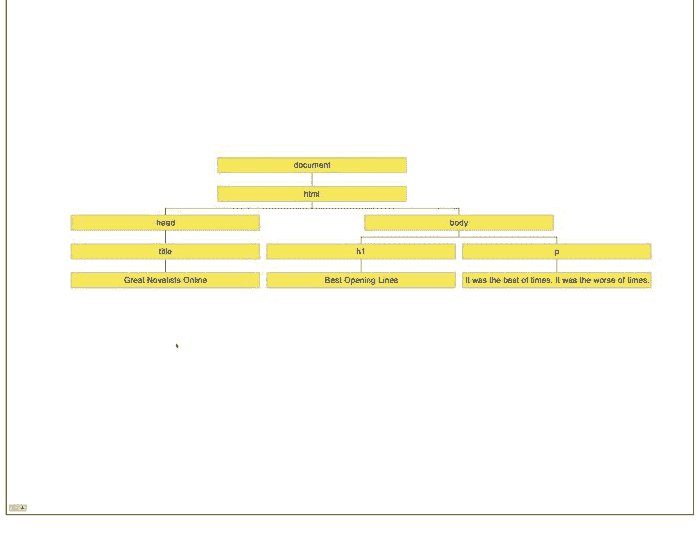 document
html
head
body
title
h1
p
Great Novelists Online
Best Opening Lines
It was the best of times. It was the worse of times.